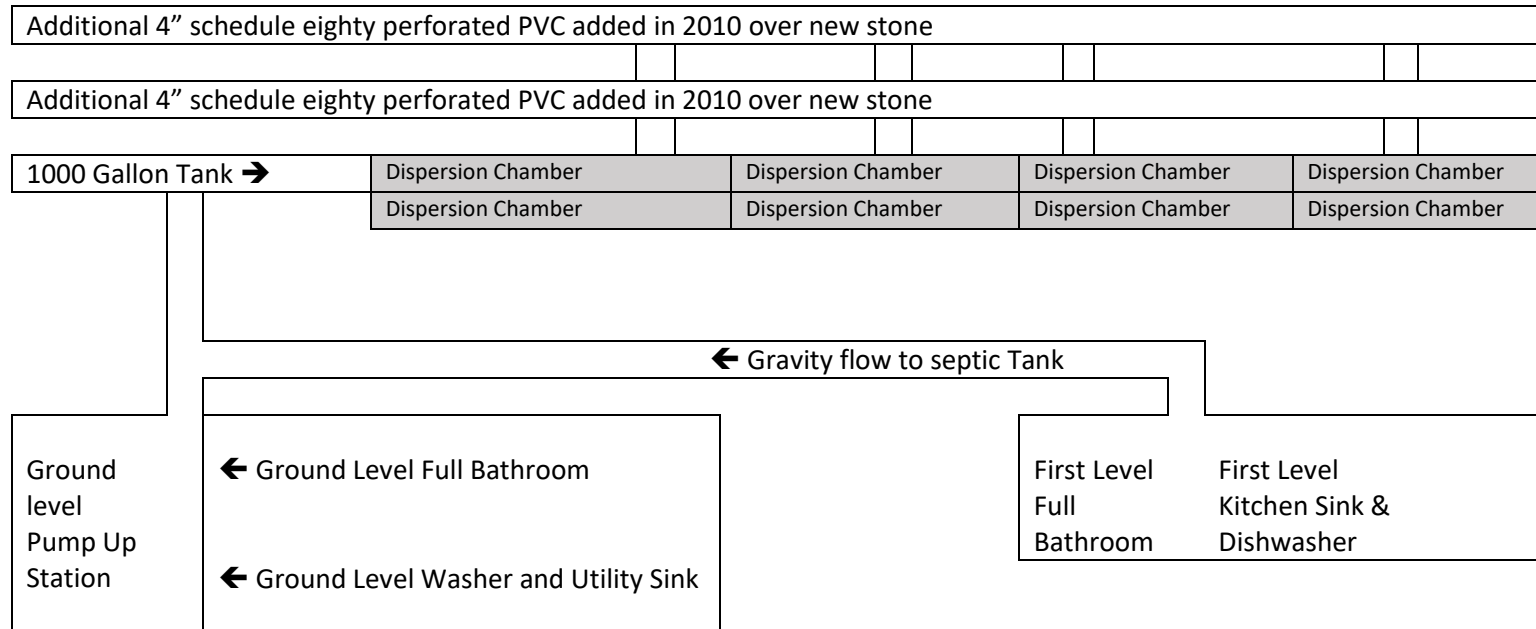 Additional 4” schedule eighty perforated PVC added in 2010 over new stone
Additional 4” schedule eighty perforated PVC added in 2010 over new stone
1000 Gallon Tank → Dispersion Chamber Dispersion Chamber Dispersion Chamber Dispersion Chamber
Dispersion Chamber Dispersion Chamber Dispersion Chamber Dispersion Chamber
← Gravity flow to septic Tank
Ground
level
Pump Up
Station
← Ground Level Full Bathroom
← Ground Level Washer and Utility Sink
First Level
Full
Bathroom
First Level
Kitchen Sink &
Dishwasher